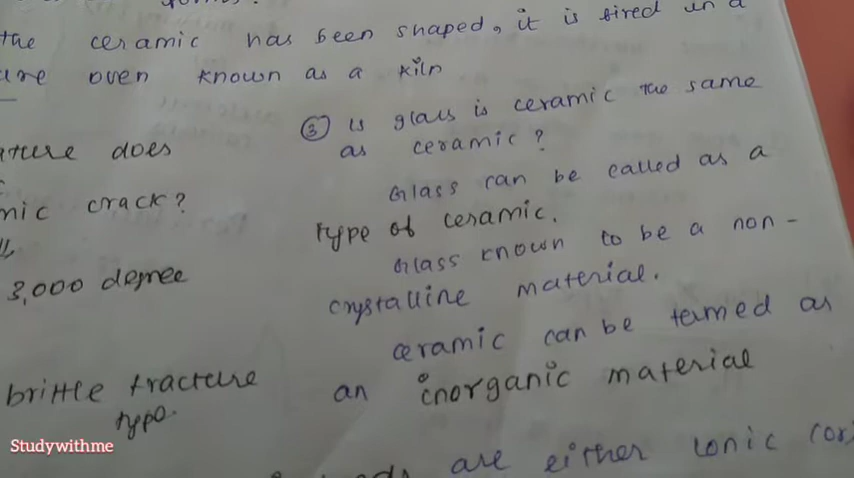 the ceramic has been shaped, it is fired in a
oven known as a kiln
does
crack?
3,000 degree
brittle fracture
type.
③ is glass is ceramic the same
as ceramic?
Glass can be called as a
type of ceramic.
Glass known to be a non-
crystalline material.
ceramic can be termed as
an inorganic material
are either ionic (or)
Studywithme